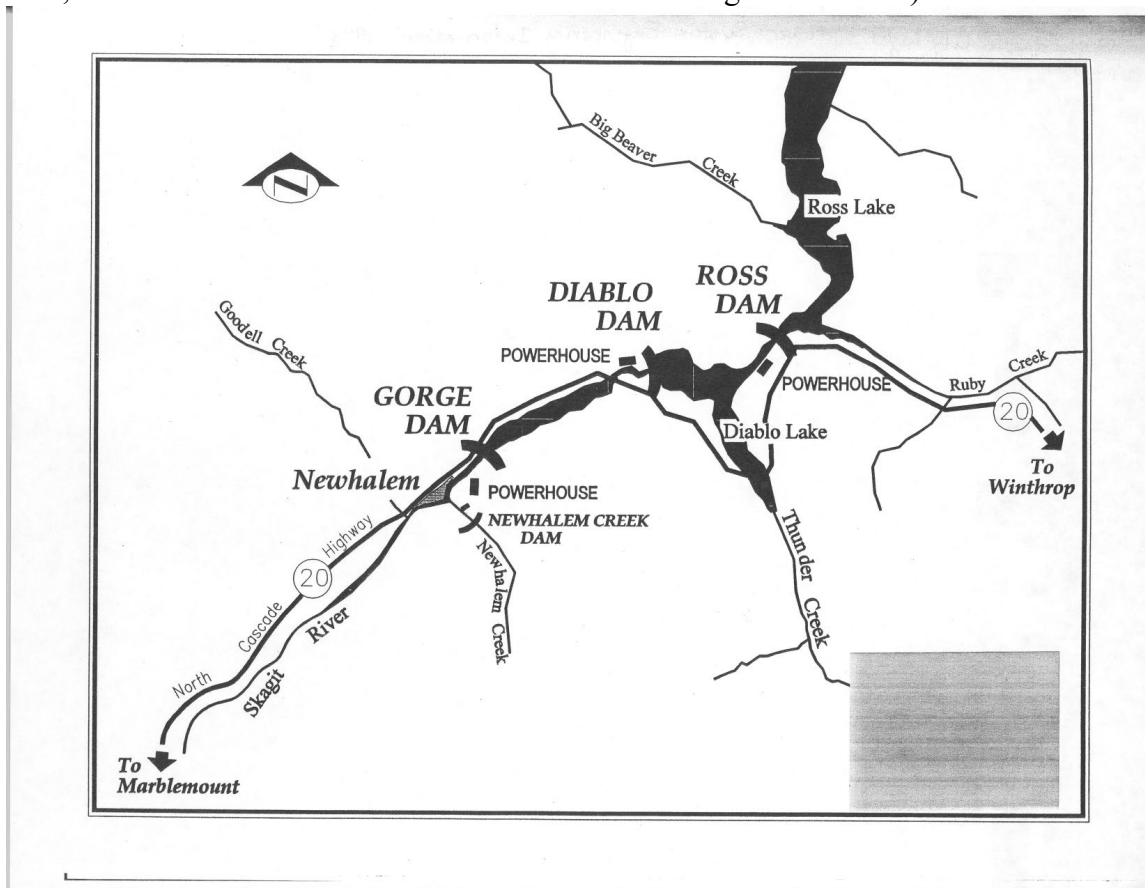 Big Beaver Creek
Ross Lake
N
ROSS
DAM
DIABLO
DAM
Goodell Creek
POWERHOUSE
POWERHOUSE
Ruby Creek
20
GORGE
DAM
Diablo Lake
To
Winthrop
Newhalem
POWERHOUSE
NEWHALEM CREEK
DAM
Newhalem Creek
Thunder Creek
North Cascade Highway
20
Skagit River
To
Marblemount